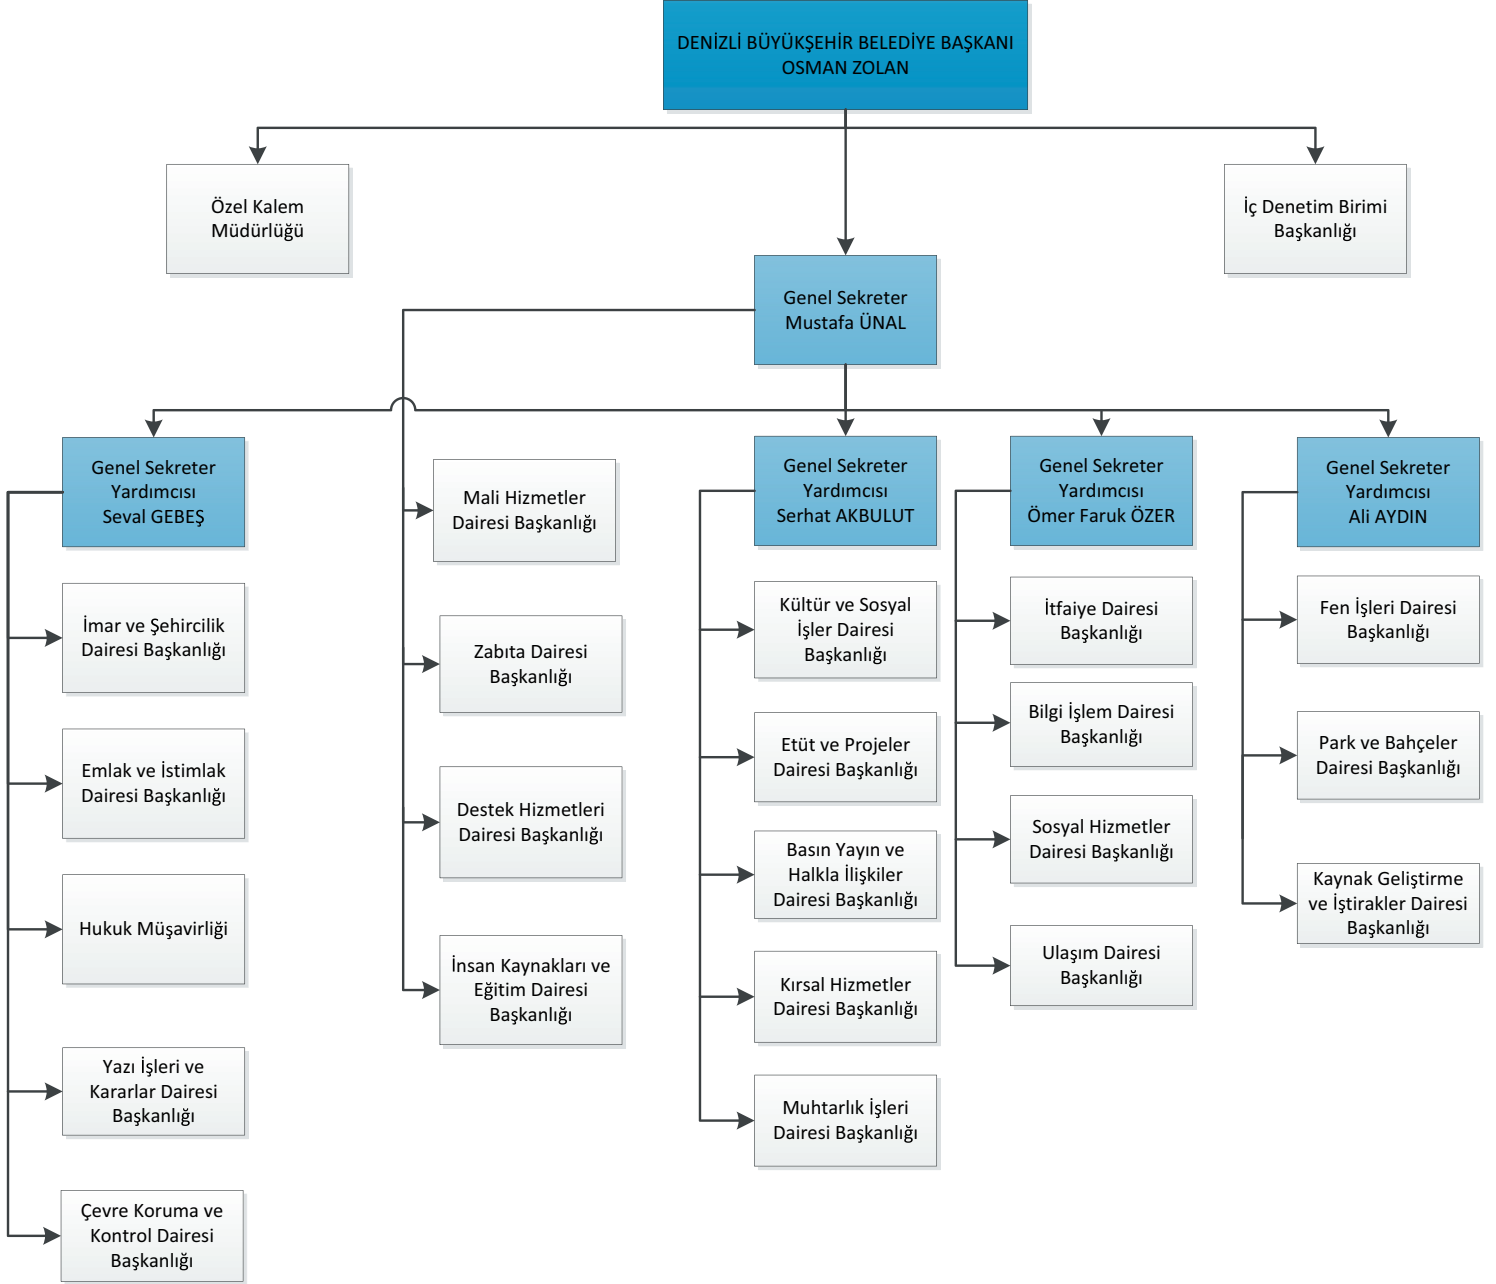 DENİZLİ BÜYÜKŞEHİR BELEDİYE BAŞKANI
OSMAN ZOLAN
Özel Kalem
Müdürlüğü
İç Denetim Birimi
Başkanlığı
Genel Sekreter
Mustafa ÜNAL
Genel Sekreter
Yardımcısı
Seval GEBEŞ
İmar ve Şehircilik
Dairesi Başkanlığı
Emlak ve İstimlak
Dairesi Başkanlığı
Hukuk Müşavirliği
Yazı İşleri ve
Kararlar Dairesi
Başkanlığı
Çevre Koruma ve
Kontrol Dairesi
Başkanlığı
Mali Hizmetler
Dairesi Başkanlığı
Zabıta Dairesi
Başkanlığı
Destek Hizmetleri
Dairesi Başkanlığı
İnsan Kaynakları ve
Eğitim Dairesi
Başkanlığı
Genel Sekreter
Yardımcısı
Serhat AKBULUT
Kültür ve Sosyal
İşler Dairesi
Başkanlığı
Etüt ve Projeler
Dairesi Başkanlığı
Basın Yayın ve
Halkla İlişkiler
Dairesi Başkanlığı
Kırsal Hizmetler
Dairesi Başkanlığı
Muhtarlık İşleri
Dairesi Başkanlığı
Genel Sekreter
Yardımcısı
Ömer Faruk ÖZER
İtfaiye Dairesi
Başkanlığı
Bilgi İşlem Dairesi
Başkanlığı
Sosyal Hizmetler
Dairesi Başkanlığı
Ulaşım Dairesi
Başkanlığı
Genel Sekreter
Yardımcısı
Ali AYDIN
Fen İşleri Dairesi
Başkanlığı
Park ve Bahçeler
Dairesi Başkanlığı
Kaynak Geliştirme
ve İştirakler Dairesi
Başkanlığı